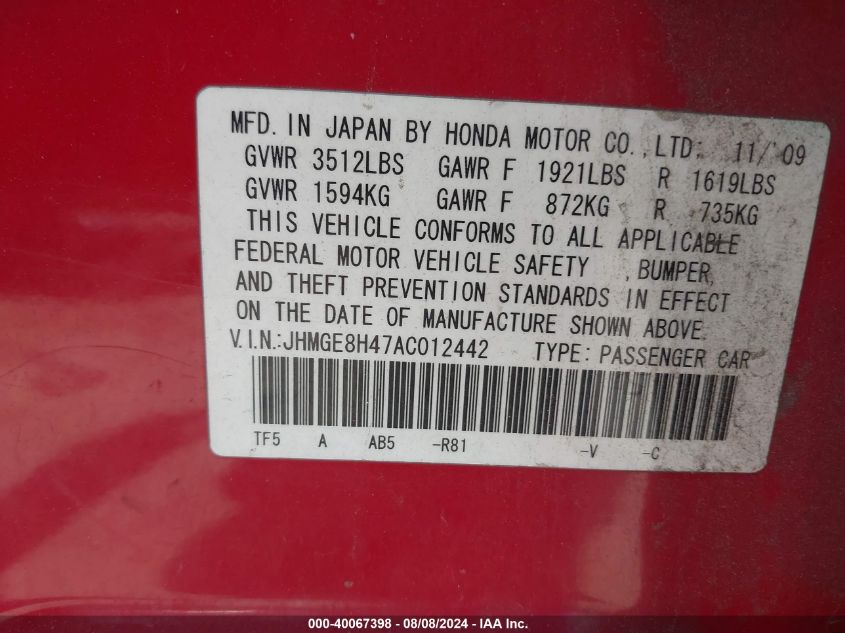 MFD. IN JAPAN BY HONDA MOTOR CO.,LTD. 11/'09
GVWR 3512LBS GAWR F 1921LBS R 1619LBS
GVWR 1594KG GAWR F 872KG R 735KG
THIS VEHICLE CONFORMS TO ALL APPLICABLE
FEDERAL MOTOR VEHICLE SAFETY , BUMPER,
AND THEFT PREVENTION STANDARDS IN EFFECT
ON THE DATE OF MANUFACTURE SHOWN ABOVE.
V.I.N.:JHMGE8H47AC012442 TYPE: PASSENGER CAR
TF5 A AB5 -R81 -V -C
000-40067398 - 08/08/2024 - IAA Inc.